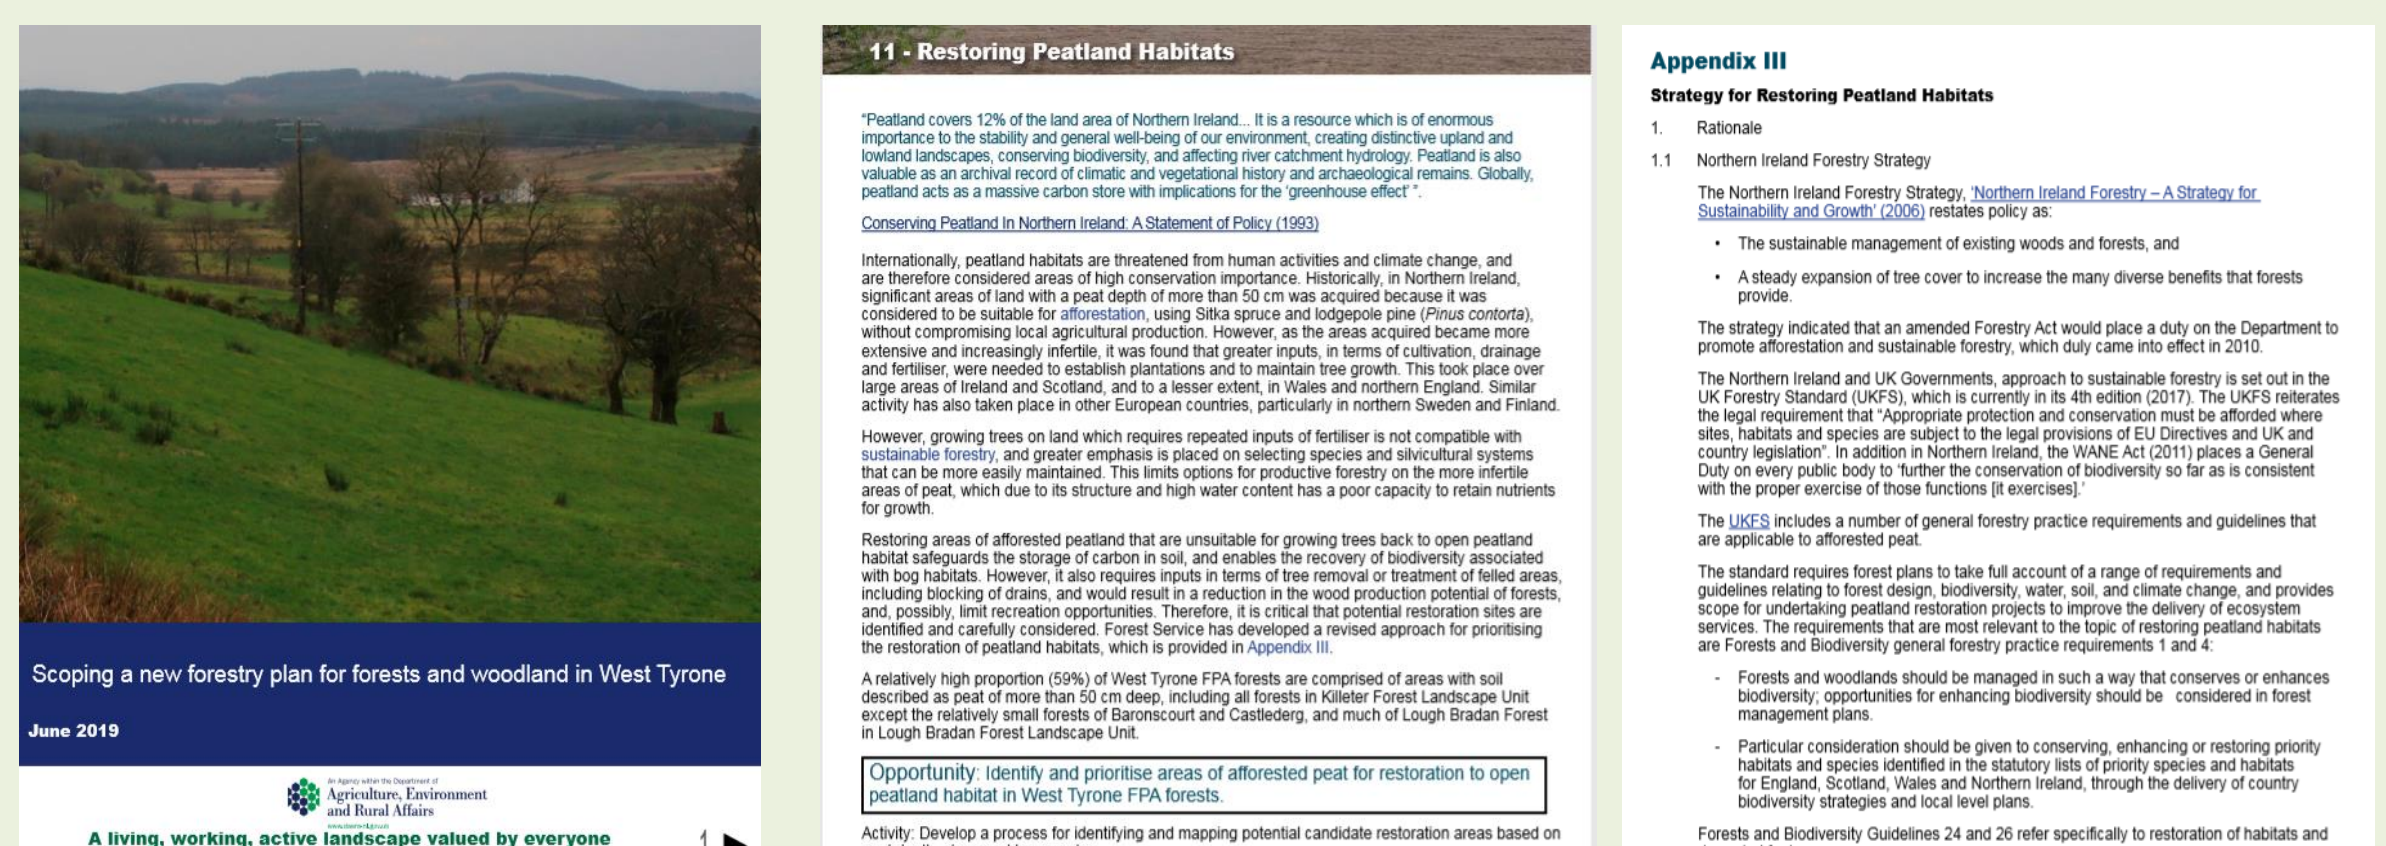 Scoping a new forestry plan for forests and woodland in West Tyrone
June 2019
An Agency within the Department of
Agriculture, Environment
and Rural Affairs
A living, working, active landscape valued by everyone
1
11 - Restoring Peatland Habitats
“Peatland covers 12% of the land area of Northern Ireland... It is a resource which is of enormous
importance to the stability and general well-being of our environment, creating distinctive upland and
lowland landscapes, conserving biodiversity, and affecting river catchment hydrology. Peatland is also
valuable as an archival record of climatic and vegetational history and archaeological remains. Globally,
peatland acts as a massive carbon store with implications for the ‘greenhouse effect’ ”.
Conserving Peatland In Northern Ireland: A Statement of Policy (1993)
Internationally, peatland habitats are threatened from human activities and climate change, and
are therefore considered areas of high conservation importance. Historically, in Northern Ireland,
significant areas of land with a peat depth of more than 50 cm was acquired because it was
considered to be suitable for afforestation, using Sitka spruce and lodgepole pine (Pinus contorta),
without compromising local agricultural production. However, as the areas acquired became more
extensive and increasingly infertile, it was found that greater inputs, in terms of cultivation, drainage
and fertiliser, were needed to establish plantations and to maintain tree growth. This took place over
large areas of Ireland and Scotland, and to a lesser extent, in Wales and northern England. Similar
activity has also taken place in other European countries, particularly in northern Sweden and Finland.
However, growing trees on land which requires repeated inputs of fertiliser is not compatible with
sustainable forestry, and greater emphasis is placed on selecting species and silvicultural systems
that can be more easily maintained. This limits options for productive forestry on the more infertile
areas of peat, which due to its structure and high water content has a poor capacity to retain nutrients
for growth.
Restoring areas of afforested peatland that are unsuitable for growing trees back to open peatland
habitat safeguards the storage of carbon in soil, and enables the recovery of biodiversity associated
with bog habitats. However, it also requires inputs in terms of tree removal or treatment of felled areas,
including blocking of drains, and would result in a reduction in the wood production potential of forests,
and, possibly, limit recreation opportunities. Therefore, it is critical that potential restoration sites are
identified and carefully considered. Forest Service has developed a revised approach for prioritising
the restoration of peatland habitats, which is provided in Appendix III.
A relatively high proportion (59%) of West Tyrone FPA forests are comprised of areas with soil
described as peat of more than 50 cm deep, including all forests in Killeter Forest Landscape Unit
except the relatively small forests of Baronscourt and Castlederg, and much of Lough Bradan Forest
in Lough Bradan Forest Landscape Unit.
Opportunity: Identify and prioritise areas of afforested peat for restoration to open
peatland habitat in West Tyrone FPA forests.
Activity: Develop a process for identifying and mapping potential candidate restoration areas based on
Appendix III
Strategy for Restoring Peatland Habitats
1. Rationale
1.1 Northern Ireland Forestry Strategy
The Northern Ireland Forestry Strategy, ‘Northern Ireland Forestry – A Strategy for
Sustainability and Growth’ (2006) restates policy as:
• The sustainable management of existing woods and forests, and
• A steady expansion of tree cover to increase the many diverse benefits that forests
provide.
The strategy indicated that an amended Forestry Act would place a duty on the Department to
promote afforestation and sustainable forestry, which duly came into effect in 2010.
The Northern Ireland and UK Governments, approach to sustainable forestry is set out in the
UK Forestry Standard (UKFS), which is currently in its 4th edition (2017). The UKFS reiterates
the legal requirement that “Appropriate protection and conservation must be afforded where
sites, habitats and species are subject to the legal provisions of EU Directives and UK and
country legislation”. In addition in Northern Ireland, the WANE Act (2011) places a General
Duty on every public body to ‘further the conservation of biodiversity so far as is consistent
with the proper exercise of those functions [it exercises].’
The UKFS includes a number of general forestry practice requirements and guidelines that
are applicable to afforested peat.
The standard requires forest plans to take full account of a range of requirements and
guidelines relating to forest design, biodiversity, water, soil, and climate change, and provides
scope for undertaking peatland restoration projects to improve the delivery of ecosystem
services. The requirements that are most relevant to the topic of restoring peatland habitats
are Forests and Biodiversity general forestry practice requirements 1 and 4:
- Forests and woodlands should be managed in such a way that conserves or enhances
biodiversity; opportunities for enhancing biodiversity should be considered in forest
management plans.
- Particular consideration should be given to conserving, enhancing or restoring priority
habitats and species identified in the statutory lists of priority species and habitats
for England, Scotland, Wales and Northern Ireland, through the delivery of country
biodiversity strategies and local level plans.
Forests and Biodiversity Guidelines 24 and 26 refer specifically to restoration of habitats and